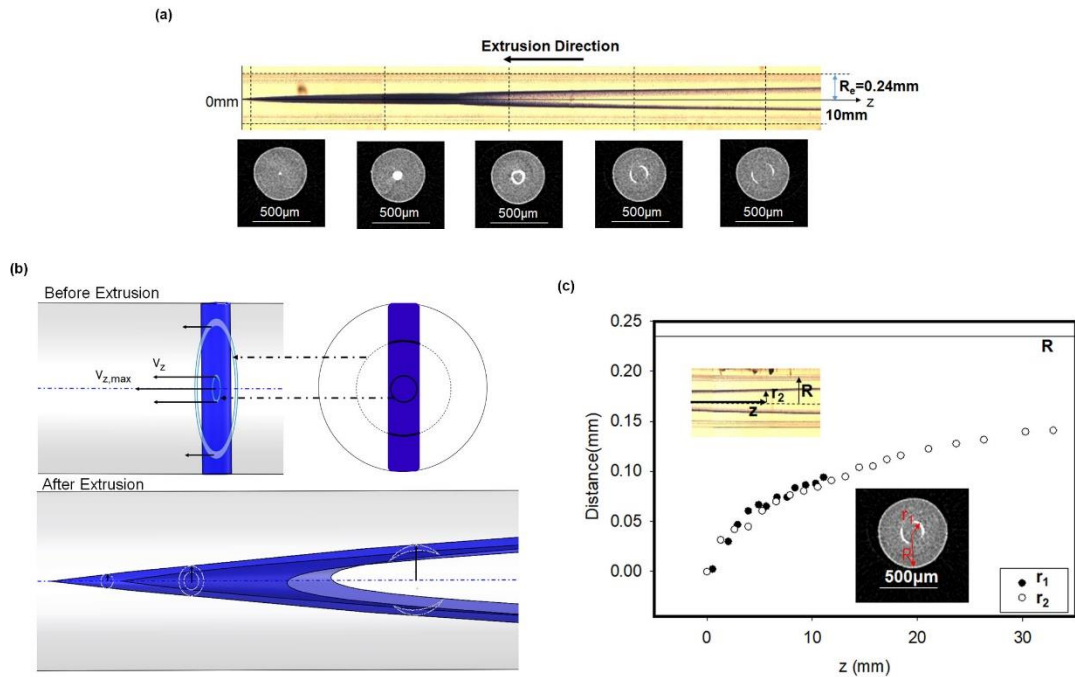 (a)
Extrusion Direction
0mm
Re=0.24mm
z
10mm
500µm
500µm
500µm
500µm
500µm
(b)
Before Extrusion
Vz
Vz,max
After Extrusion
(c)
0.25
0.20
0.15
0.10
0.05
0.00
Distance(mm)
R
r2
R
z
r1
R
500µm
r1
r2
0
10
20
30
z (mm)